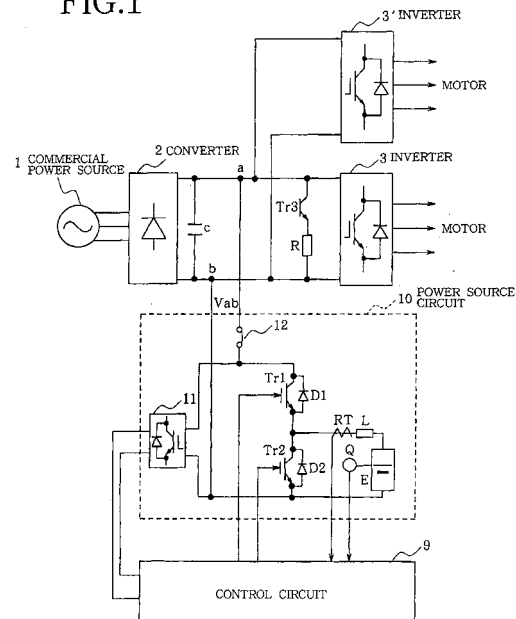 FIG.1
3' INVERTER
MOTOR
1 COMMERCIAL
POWER SOURCE
2 CONVERTER
a
3 INVERTER
c
Tr3
R
MOTOR
b
Vab
10 POWER SOURCE
CIRCUIT
12
11
Tr1
D1
RT L
Tr2
D2
Q
E
9
CONTROL CIRCUIT